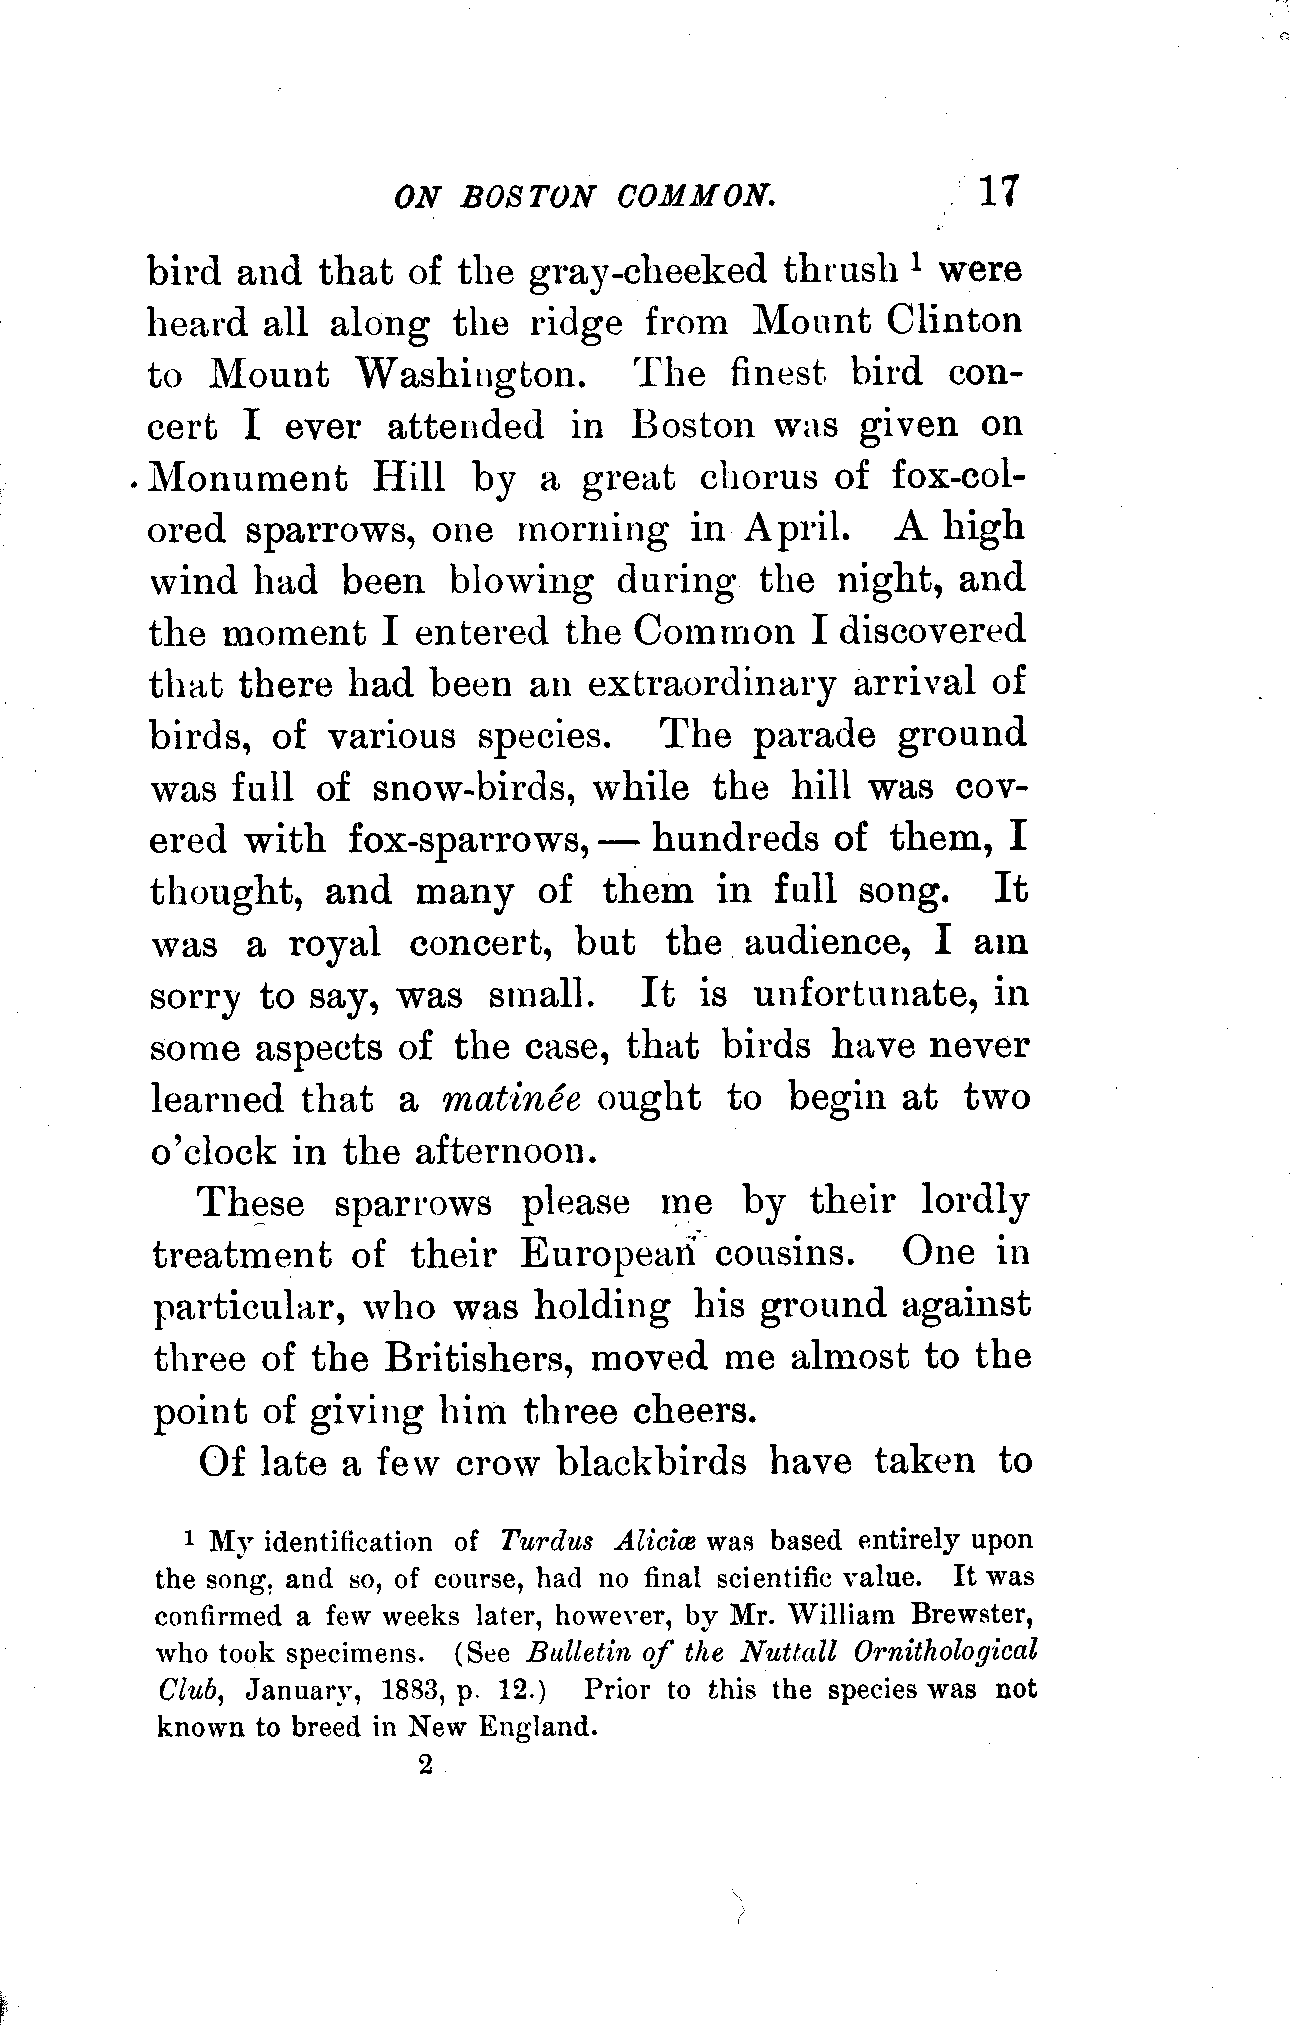 ON BOSTON COMMON. 17
bird and that of the gray-cheeked thrush ¹ were
heard all along the ridge from Mount Clinton
to Mount Washington. The finest bird con-
cert I ever attended in Boston was given on
Monument Hill by a great chorus of fox-col-
ored sparrows, one morning in April. A high
wind had been blowing during the night, and
the moment I entered the Common I discovered
that there had been an extraordinary arrival of
birds, of various species. The parade ground
was full of snow-birds, while the hill was cov-
ered with fox-sparrows, — hundreds of them, I
thought, and many of them in full song. It
was a royal concert, but the audience, I am
sorry to say, was small. It is unfortunate, in
some aspects of the case, that birds have never
learned that a matinée ought to begin at two
o'clock in the afternoon.
These sparrows please me by their lordly
treatment of their European cousins. One in
particular, who was holding his ground against
three of the Britishers, moved me almost to the
point of giving him three cheers.
Of late a few crow blackbirds have taken to
¹ My identification of Turdus Aliciæ was based entirely upon
the song, and so, of course, had no final scientific value. It was
confirmed a few weeks later, however, by Mr. William Brewster,
who took specimens. (See Bulletin of the Nuttall Ornithological
Club, January, 1883, p. 12.) Prior to this the species was not
known to breed in New England.
2